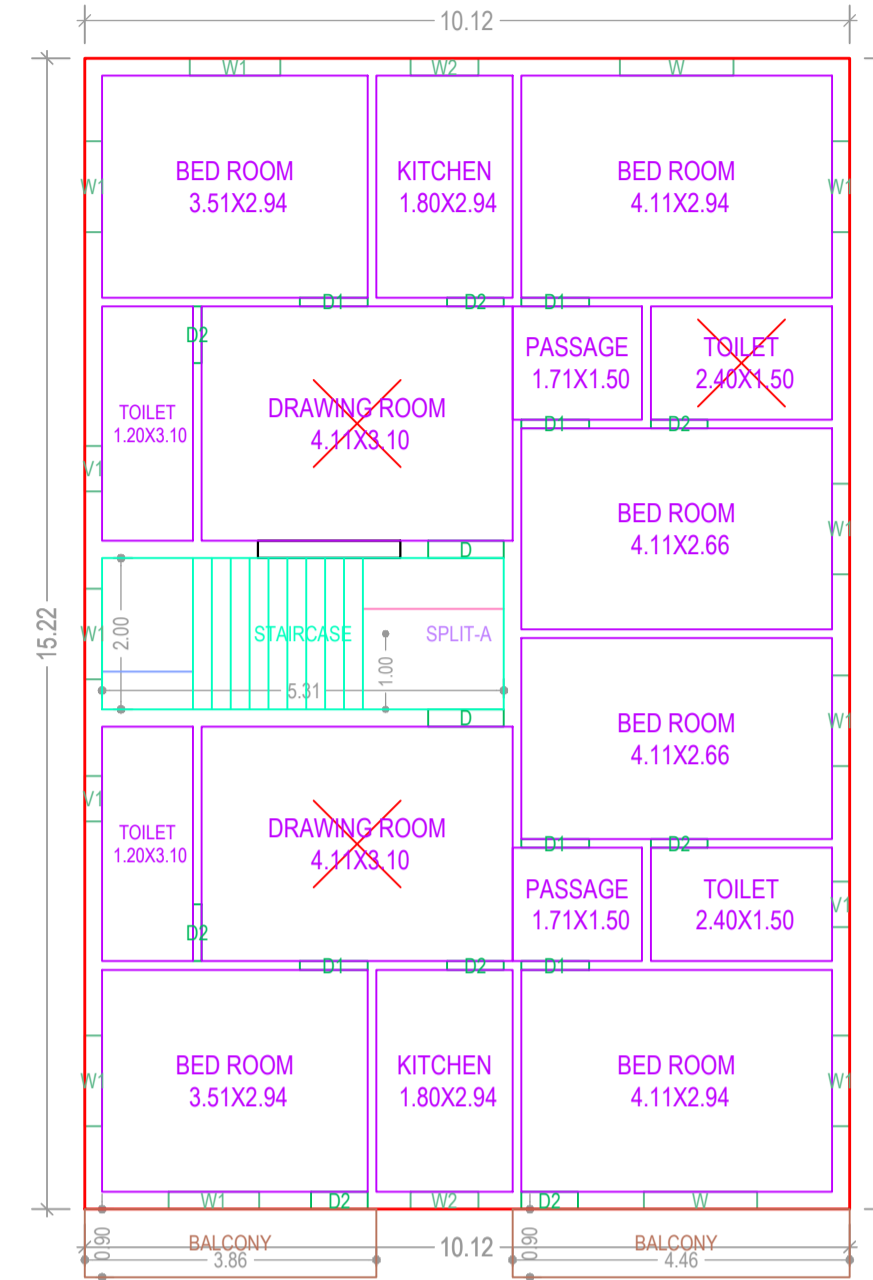 10.12
W1
W2
W
BED ROOM
3.51X2.94
KITCHEN
1.80X2.94
BED ROOM
4.11X2.94
W1
W1
D1
D2
D1
D2
PASSAGE
1.71X1.50
TOILET
2.40X1.50
TOILET
1.20X3.10
DRAWING ROOM
4.11X3.10
D1
D2
V1
BED ROOM
4.11X2.66
W1
D
15.22
W1
2.00
STAIRCASE
SPLIT-A
1.00
5.31
D
BED ROOM
4.11X2.66
W1
V1
TOILET
1.20X3.10
DRAWING ROOM
4.11X3.10
D1
D2
PASSAGE
1.71X1.50
TOILET
2.40X1.50
V1
D2
D1
D2
D1
BED ROOM
3.51X2.94
KITCHEN
1.80X2.94
BED ROOM
4.11X2.94
W1
W1
W1
D2
W2
D2
W
0.90
BALCONY
3.86
10.12
0.90
BALCONY
4.46